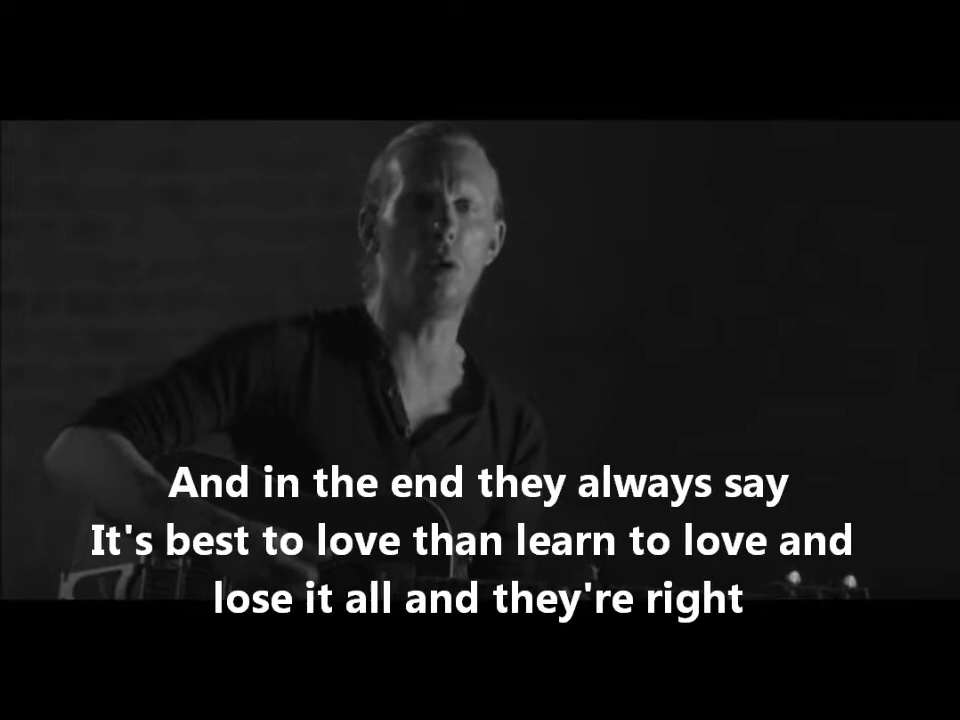 And in the end they always say
It's best to love than learn to love and
lose it all and they're right